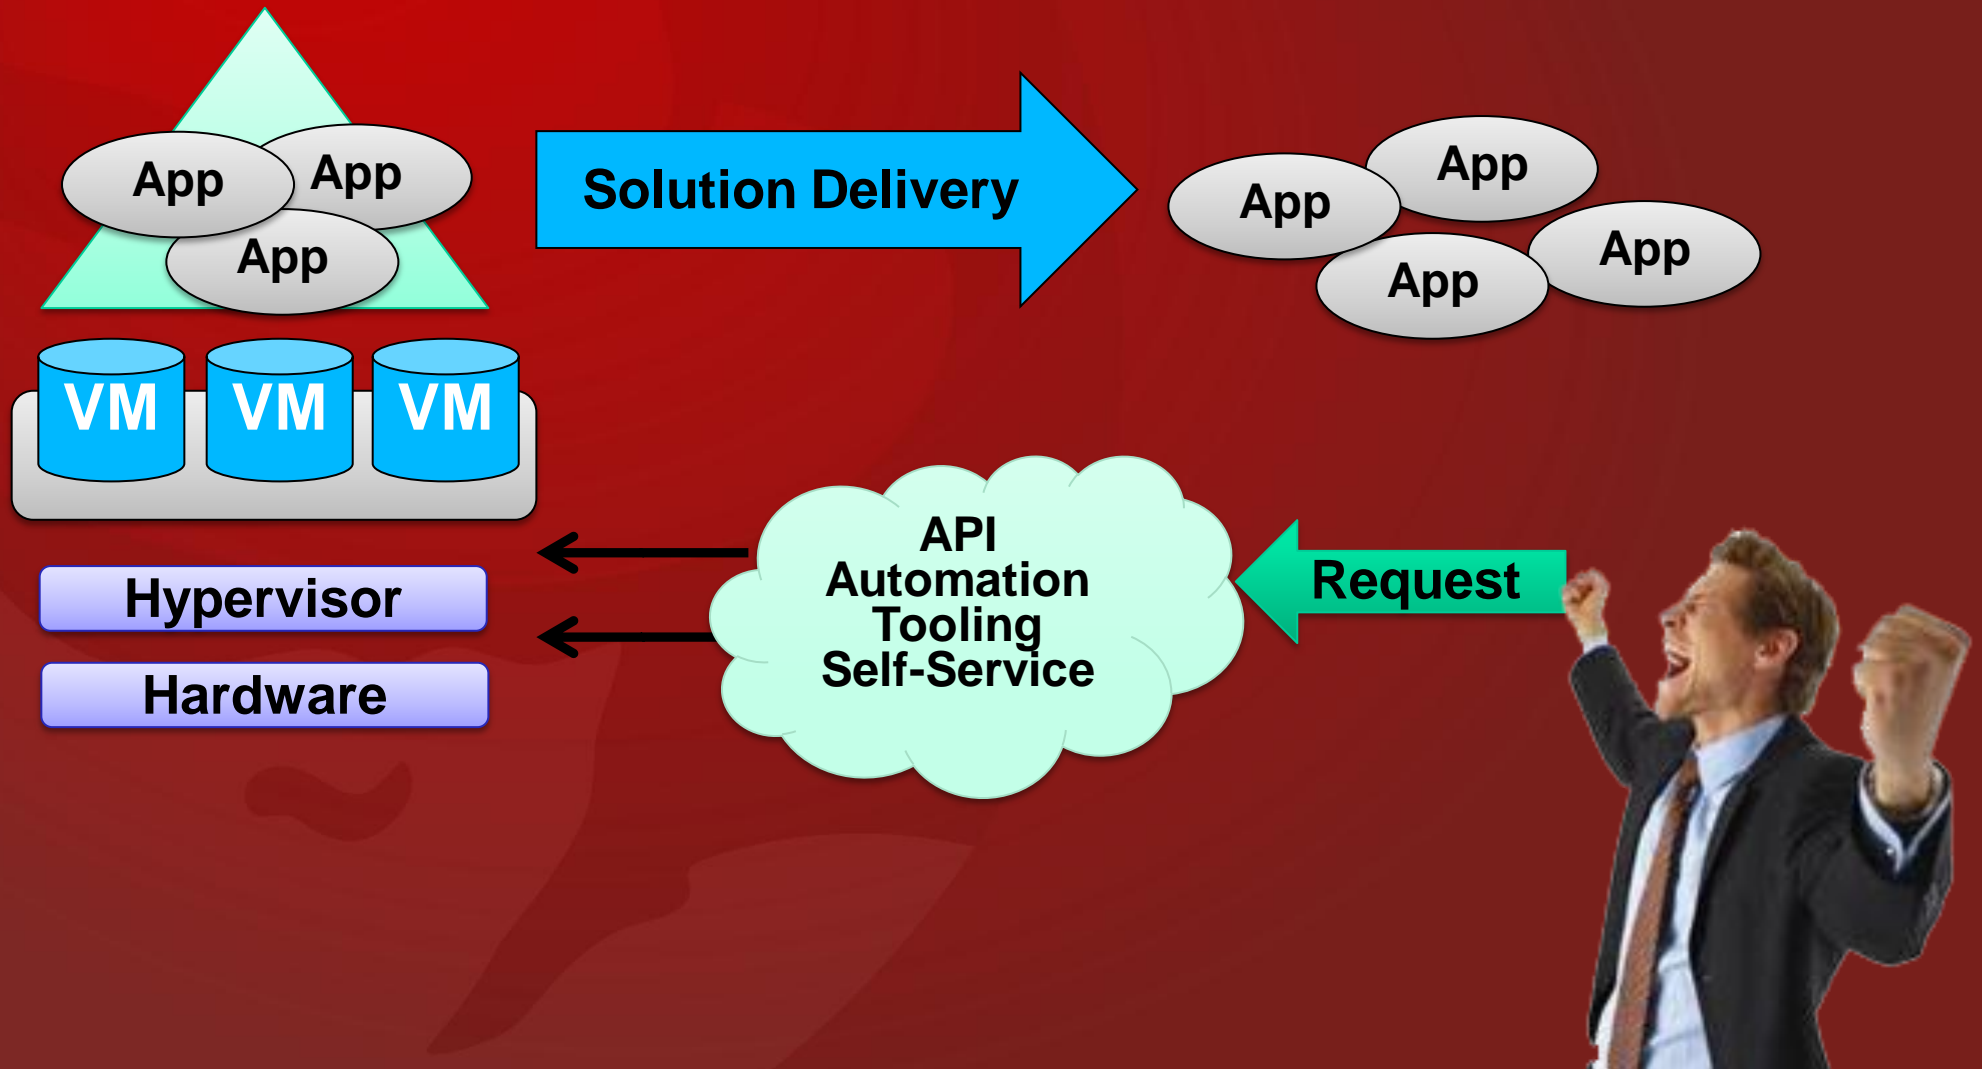 App
App
App
Solution Delivery
App
App
App
App
VM VM VM
API
Automation
Tooling
Self-Service
Request
Hypervisor
Hardware